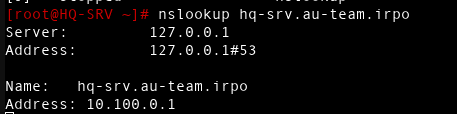 [root@HQ-SRV ~]# nslookup hq-srv.au-team.irpo
Server:         127.0.0.1
Address:        127.0.0.1#53
Name:   hq-srv.au-team.irpo
Address: 10.100.0.1